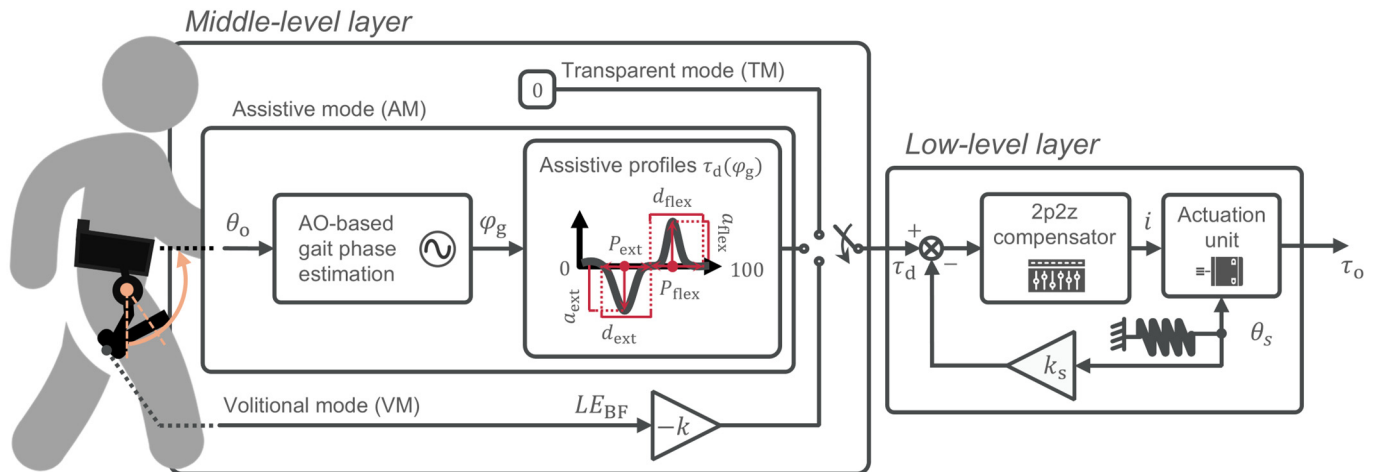 Middle-level layer
Transparent mode (TM)
0
Assistive mode (AM)
Assistive profiles τd(φg)
dflex
aflex
Pext
0
100
Pflex
aext
dext
θo
AO-based
gait phase
estimation
φg
Volitional mode (VM)
LEBF
−k
Low-level layer
+
−
τd
2p2z
compensator
i
Actuation
unit
τo
θs
ks